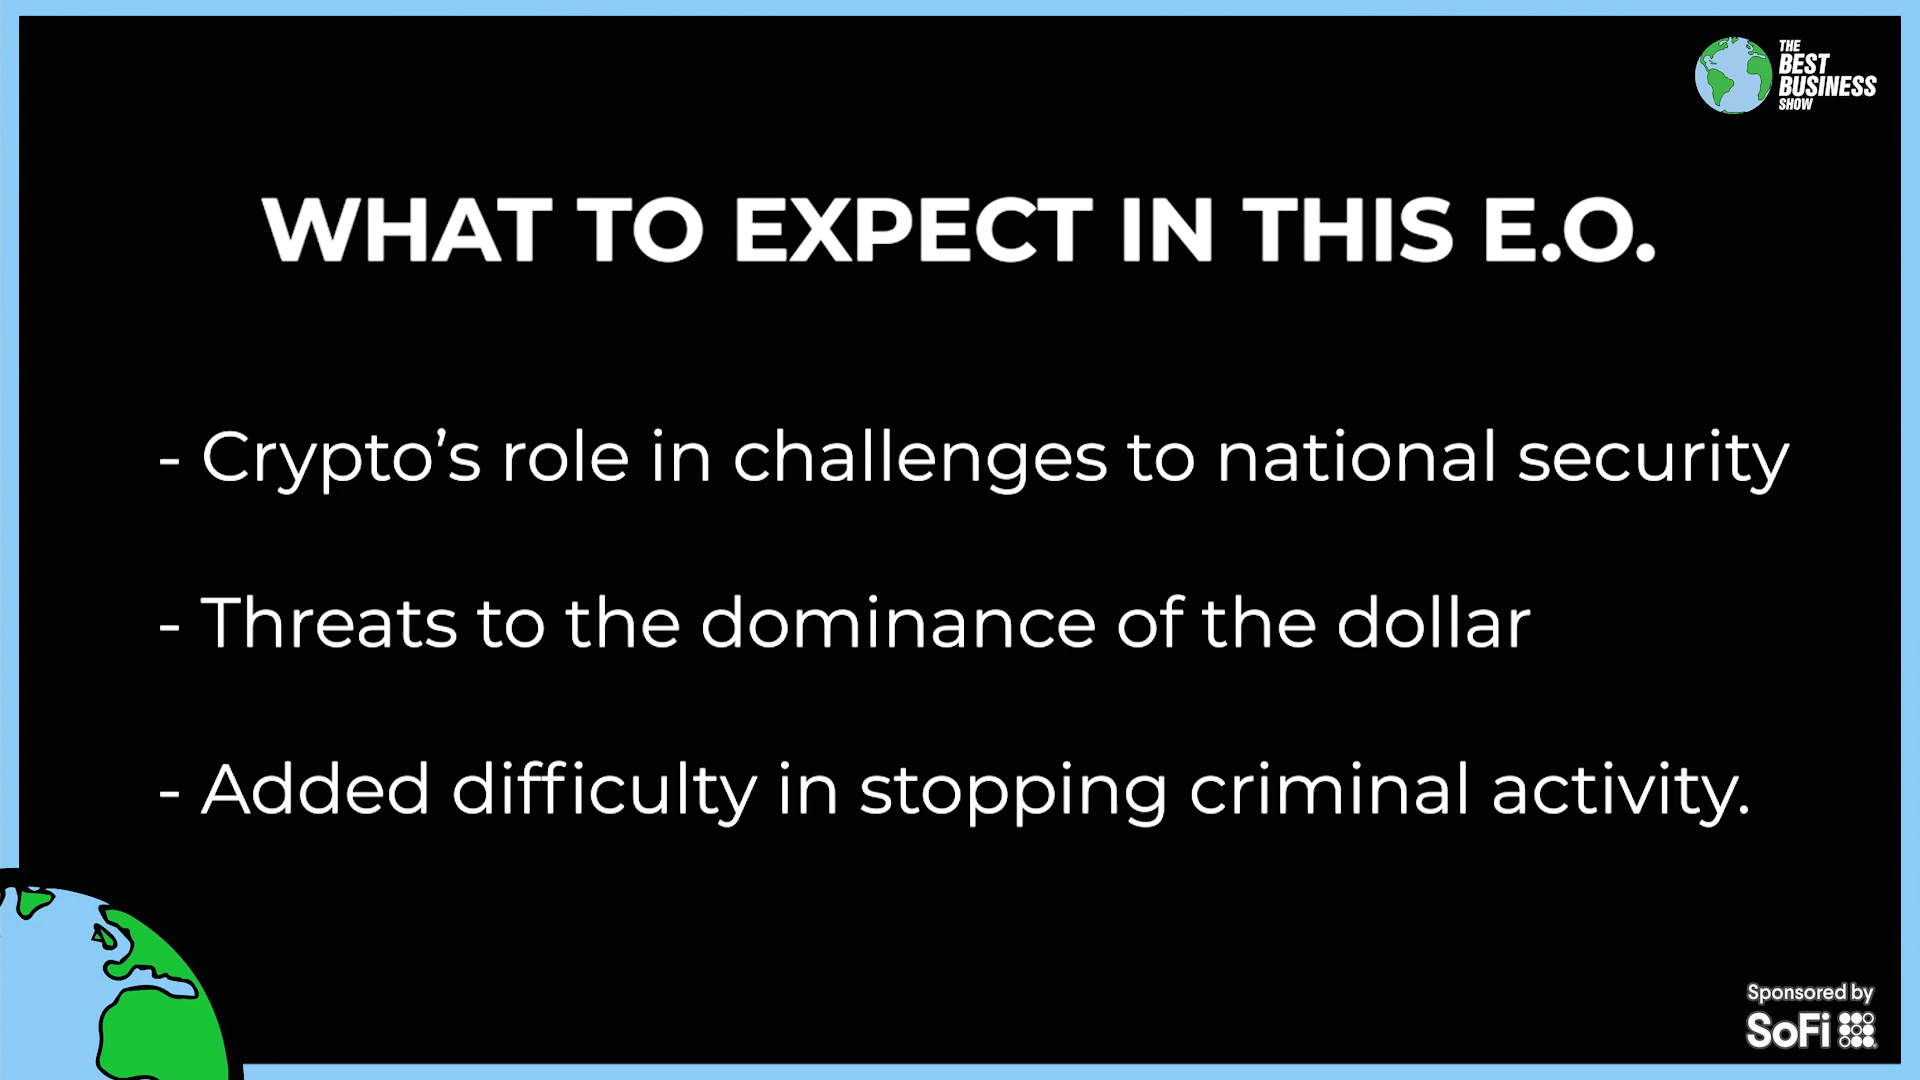 THE
BEST
BUSINESS
SHOW
WHAT TO EXPECT IN THIS E.O.
- Crypto’s role in challenges to national security
- Threats to the dominance of the dollar
- Added difficulty in stopping criminal activity.
Sponsored by
SoFi